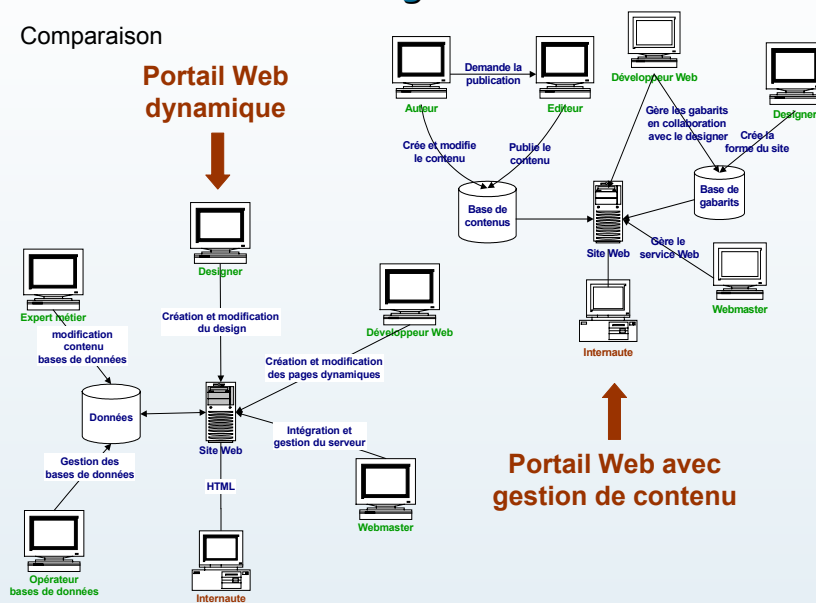 Comparaison
Portail Web
dynamique
Designer
Expert métier
Création et modification
du design
Développeur Web
modification
contenu
bases de données
Création et modification
des pages dynamiques
Données
Site Web
Intégration et
gestion du serveur
Gestion des
bases de données
HTML
Webmaster
Opérateur
bases de données
Internaute
Auteur
Demande la
publication
Editeur
Développeur Web
Designer
Gère les gabarits
en collaboration
avec le designer
Crée la
forme du site
Crée et modifie
le contenu
Publie le
contenu
Base de
contenus
Base de
gabarits
Site Web
Gère le
service Web
Webmaster
Internaute
Portail Web avec
gestion de contenu